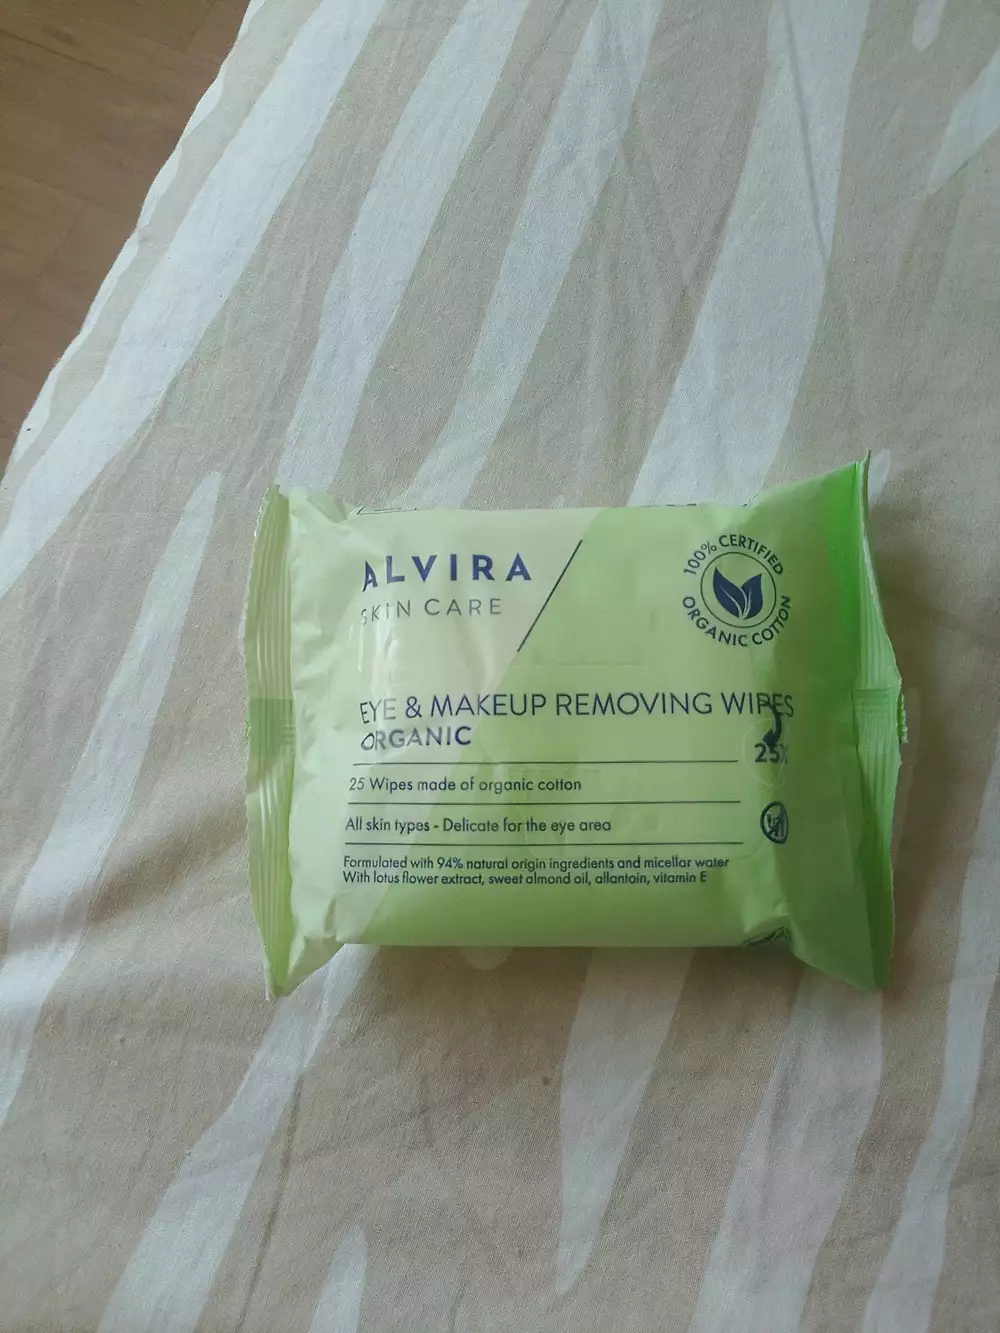 ALVIRA
SKIN CARE
100% CERTIFIED
ORGANIC COTTON
EYE & MAKEUP REMOVING WIPES
ORGANIC
25X
25 Wipes made of organic cotton
All skin types - Delicate for the eye area
Formulated with 94% natural origin ingredients and micellar water
With lotus flower extract, sweet almond oil, allantoin, vitamin E